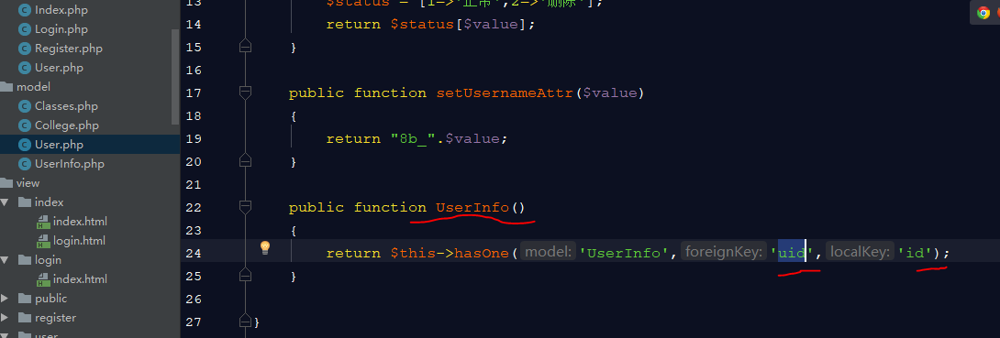 Index.php
Login.php
Register.php
User.php
model
Classes.php
College.php
User.php
UserInfo.php
view
index
index.html
login.html
login
index.html
public
register
user
13 $status = [1=>'正常',2=>'删除'];
14 return $status[$value];
15 }
16
17 public function setUsernameAttr($value)
18 {
19 return "8b_".$value;
20 }
21
22 public function UserInfo()
23 {
24 return $this->hasOne( model: 'UserInfo', foreignKey: 'uid', localKey: 'id');
25 }
26
27 }